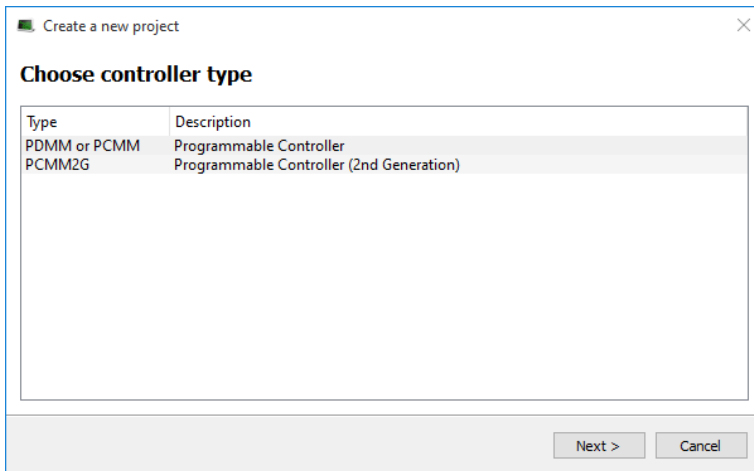 Create a new project
Choose controller type
Type Description
PDMM or PCMM Programmable Controller
PCMM2G Programmable Controller (2nd Generation)
Next > Cancel